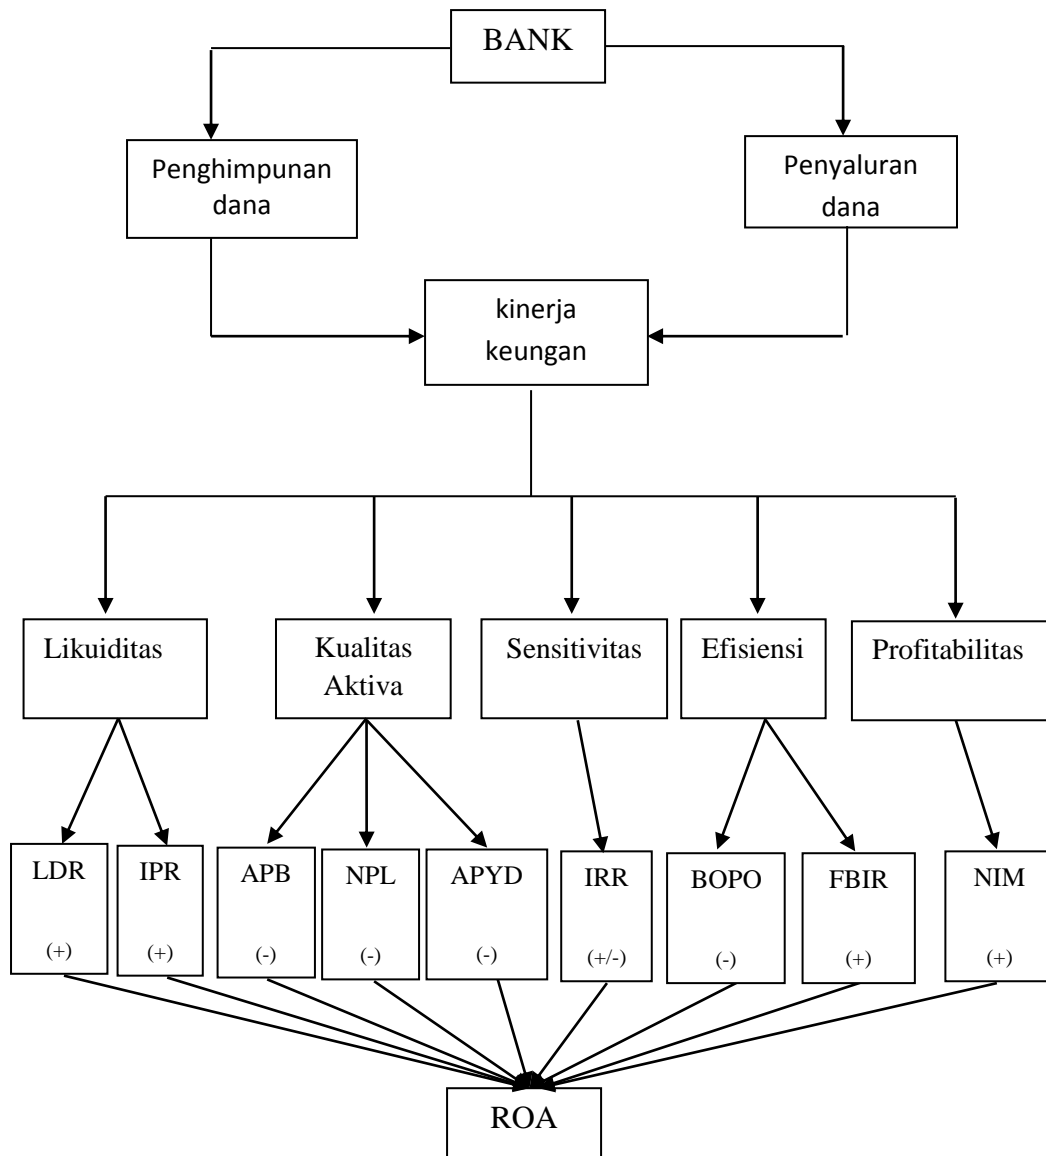 BANK
Penghimpunan
dana
Penyaluran
dana
kinerja
keungan
Likuiditas
Kualitas
Aktiva
Sensitivitas
Efisiensi
Profitabilitas
LDR
(+)
IPR
(+)
APB
(-)
NPL
(-)
APYD
(-)
IRR
(+/-)
BOPO
(-)
FBIR
(+)
NIM
(+)
ROA